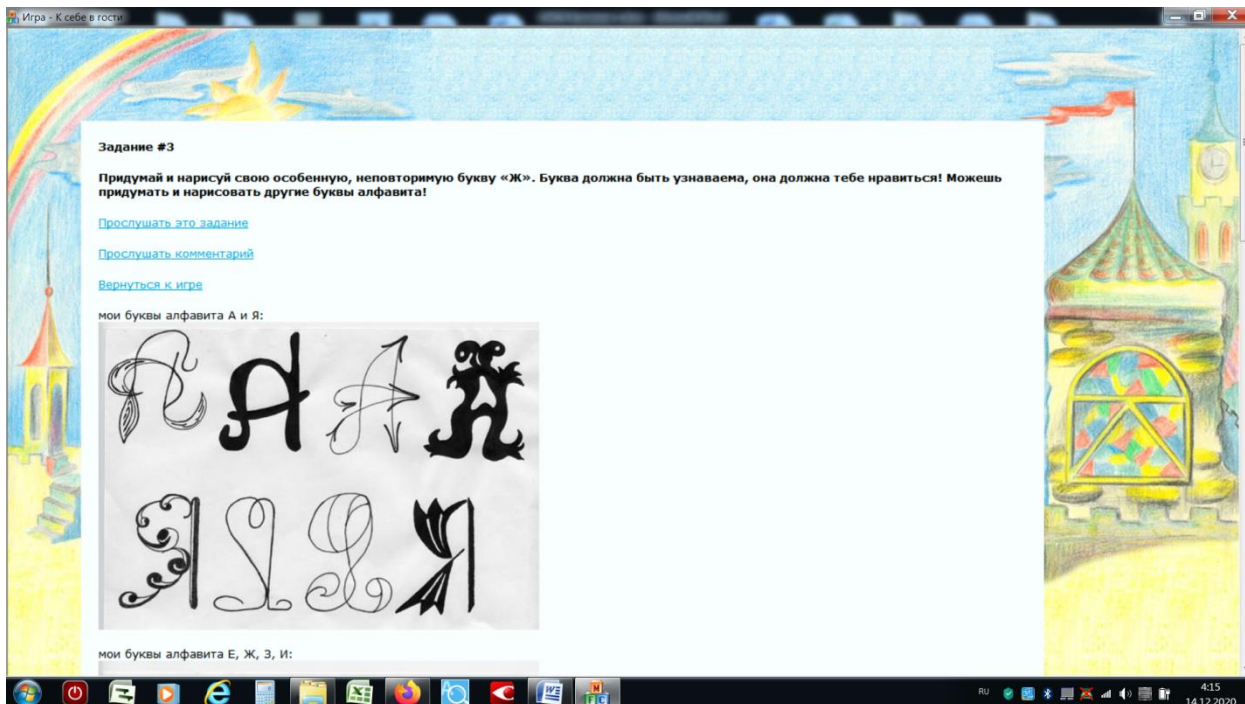 Игра - К себе в гости
Задание #3
Придумай и нарисуй свою особенную, неповторимую букву «Ж». Буква должна быть узнаваема, она должна тебе нравиться! Можешь
придумать и нарисовать другие буквы алфавита!
Прослушать это задание
Прослушать комментарий
Вернуться к игре
мои буквы алфавита А и Я:
А А А А
Я Я Я Я
мои буквы алфавита Е, Ж, З, И:
RU
4:15
14.12.2020